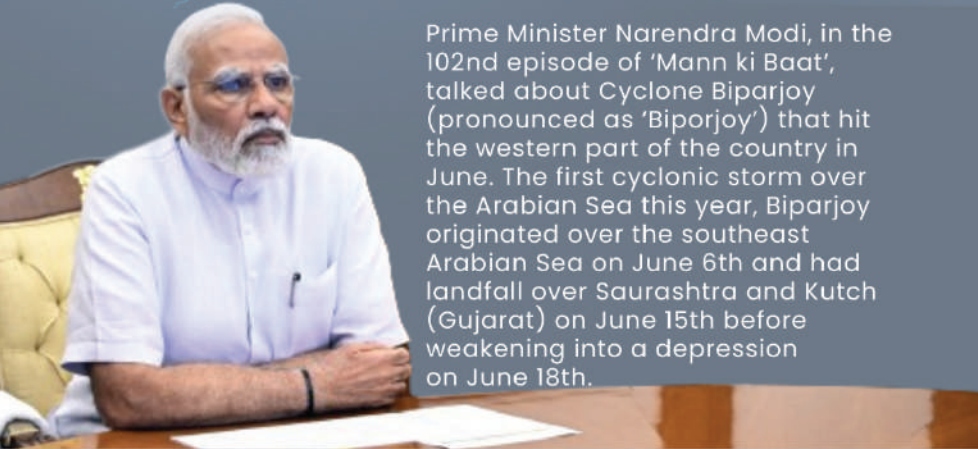 Prime Minister Narendra Modi, in the
102nd episode of ‘Mann ki Baat’,
talked about Cyclone Biparjoy
(pronounced as ‘Biporjoy’) that hit
the western part of the country in
June. The first cyclonic storm over
the Arabian Sea this year, Biparjoy
originated over the southeast
Arabian Sea on June 6th and had
landfall over Saurashtra and Kutch
(Gujarat) on June 15th before
weakening into a depression
on June 18th.